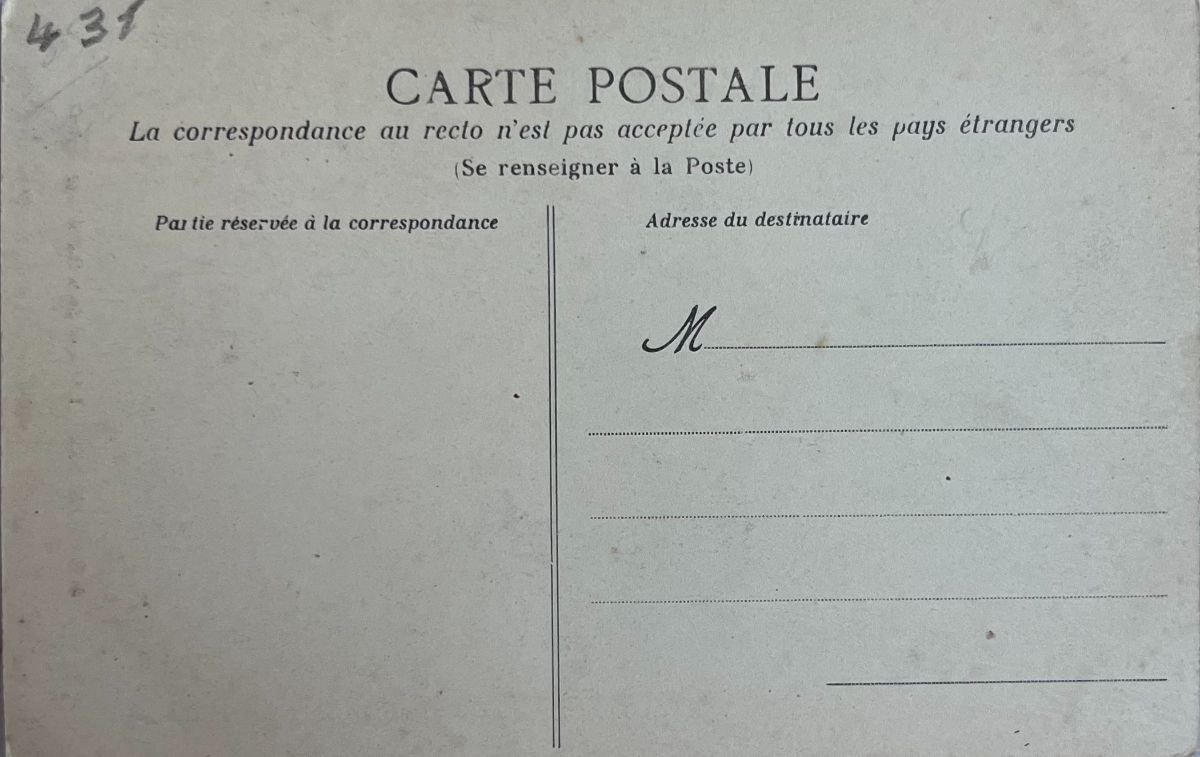 431
CARTE POSTALE
La correspondance au recto n'est pas acceptée par tous les pays étrangers
(Se renseigner à la Poste)
Partie réservée à la correspondance
Adresse du destinataire
M